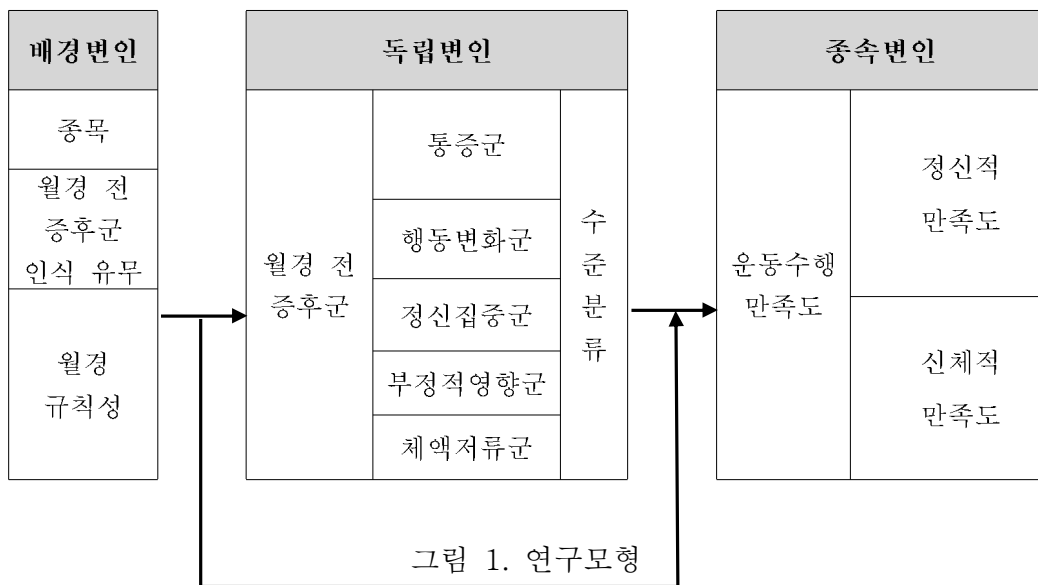 배경변인
종목
월경 전
증후군
인식 유무
월경
규칙성
독립변인
월경 전
증후군
통증군
행동변화군
정신집중군
부정적영향군
체액저류군
수
준
분
류
종속변인
운동수행
만족도
정신적
만족도
신체적
만족도
그림 1. 연구모형